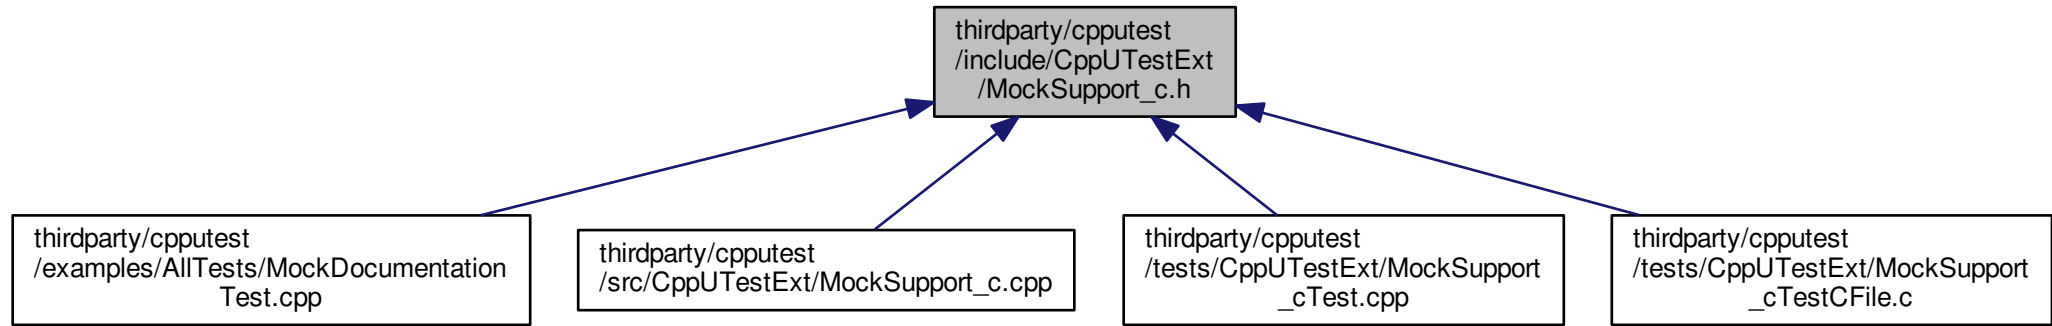 thirdparty/cpputest
/include/CppUTestExt
/MockSupport_c.h
thirdparty/cpputest
/examples/AllTests/MockDocumentation
Test.cpp
thirdparty/cpputest
/src/CppUTestExt/MockSupport_c.cpp
thirdparty/cpputest
/tests/CppUTestExt/MockSupport
_cTest.cpp
thirdparty/cpputest
/tests/CppUTestExt/MockSupport
_cTestCFile.c